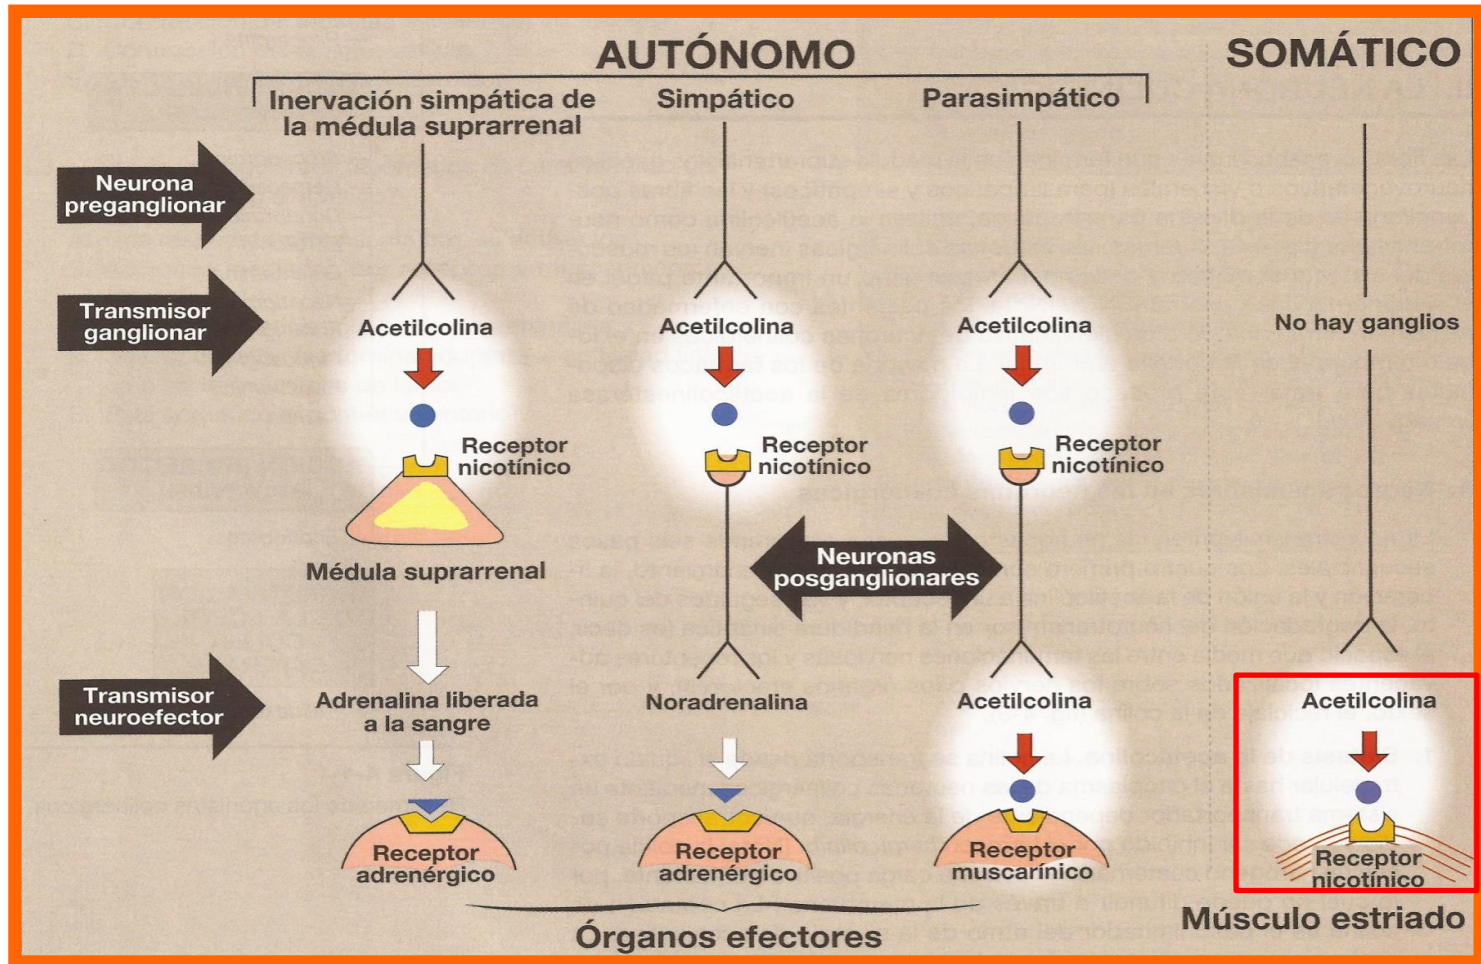 AUTÓNOMO
SOMÁTICO
Inervación simpática de
la médula suprarrenal
Simpático
Parasimpático
Neurona
preganglionar
Transmisor
ganglionar
Acetilcolina
Acetilcolina
Acetilcolina
No hay ganglios
Receptor
nicotínico
Receptor
nicotínico
Receptor
nicotínico
Médula suprarrenal
Neuronas
posganglionares
Transmisor
neuroefector
Adrenalina liberada
a la sangre
Noradrenalina
Acetilcolina
Acetilcolina
Receptor
adrenérgico
Receptor
adrenérgico
Receptor
muscarínico
Receptor
nicotínico
Órganos efectores
Músculo estriado